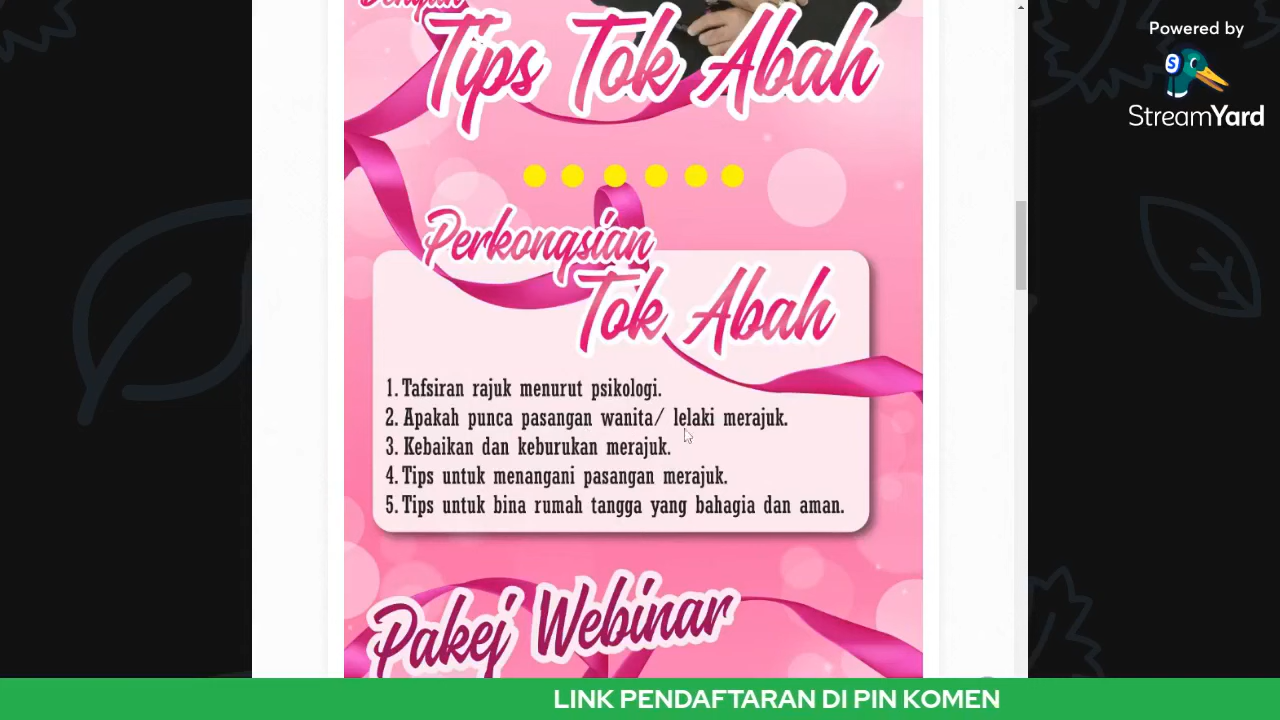 Dengan
Tips Tok Abah
Perkongsian
Tok Abah
1. Tafsiran rajuk menurut psikologi.
2. Apakah punca pasangan wanita/ lelaki merajuk.
3. Kebaikan dan keburukan merajuk.
4. Tips untuk menangani pasangan merajuk.
5. Tips untuk bina rumah tangga yang bahagia dan aman.
Pakej Webinar
LINK PENDAFTARAN DI PIN KOMEN
Powered by
S
StreamYard